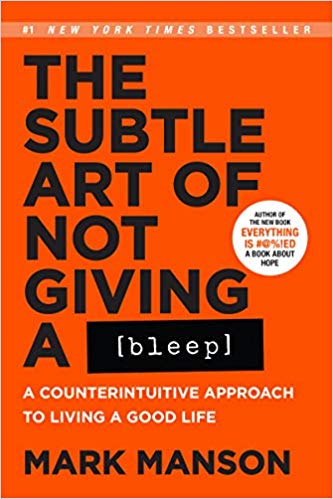 #1 NEW YORK TIMES BESTSELLER
THE
SUBTLE
ART OF
NOT
GIVING
A [bleep]
AUTHOR OF
THE NEW BOOK
EVERYTHING
IS #@%!ED
A BOOK ABOUT
HOPE
A COUNTERINTUITIVE APPROACH
TO LIVING A GOOD LIFE
MARK MANSON